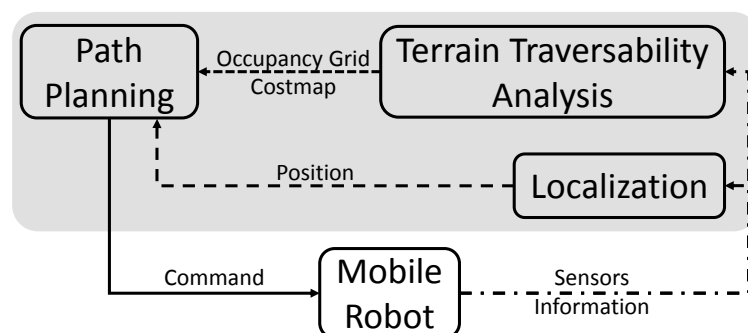 Path
Planning
Occupancy Grid
Costmap
Terrain Traversability
Analysis
Position
Localization
Command
Mobile
Robot
Sensors
Information